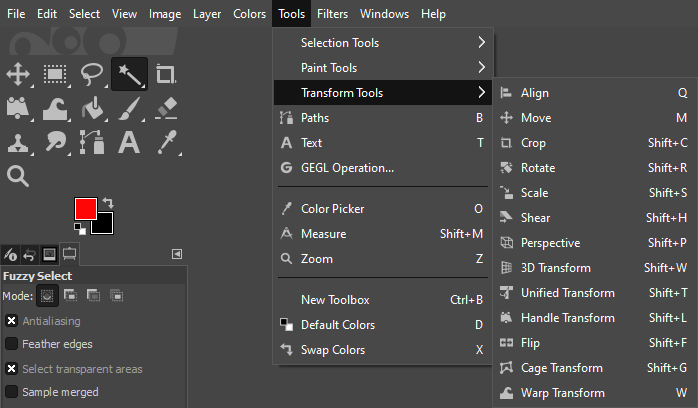 File Edit Select View Image Layer Colors Tools Filters Windows Help
Selection Tools
Paint Tools
Transform Tools
Paths B
Text T
GEGL Operation...
Color Picker O
Measure Shift+M
Zoom Z
New Toolbox Ctrl+B
Default Colors D
Swap Colors X
Align Q
Move M
Crop Shift+C
Rotate Shift+R
Scale Shift+S
Shear Shift+H
Perspective Shift+P
3D Transform Shift+W
Unified Transform Shift+T
Handle Transform Shift+L
Flip Shift+F
Cage Transform Shift+G
Warp Transform W
Fuzzy Select
Mode:
Antialiasing
Feather edges
Select transparent areas
Sample merged